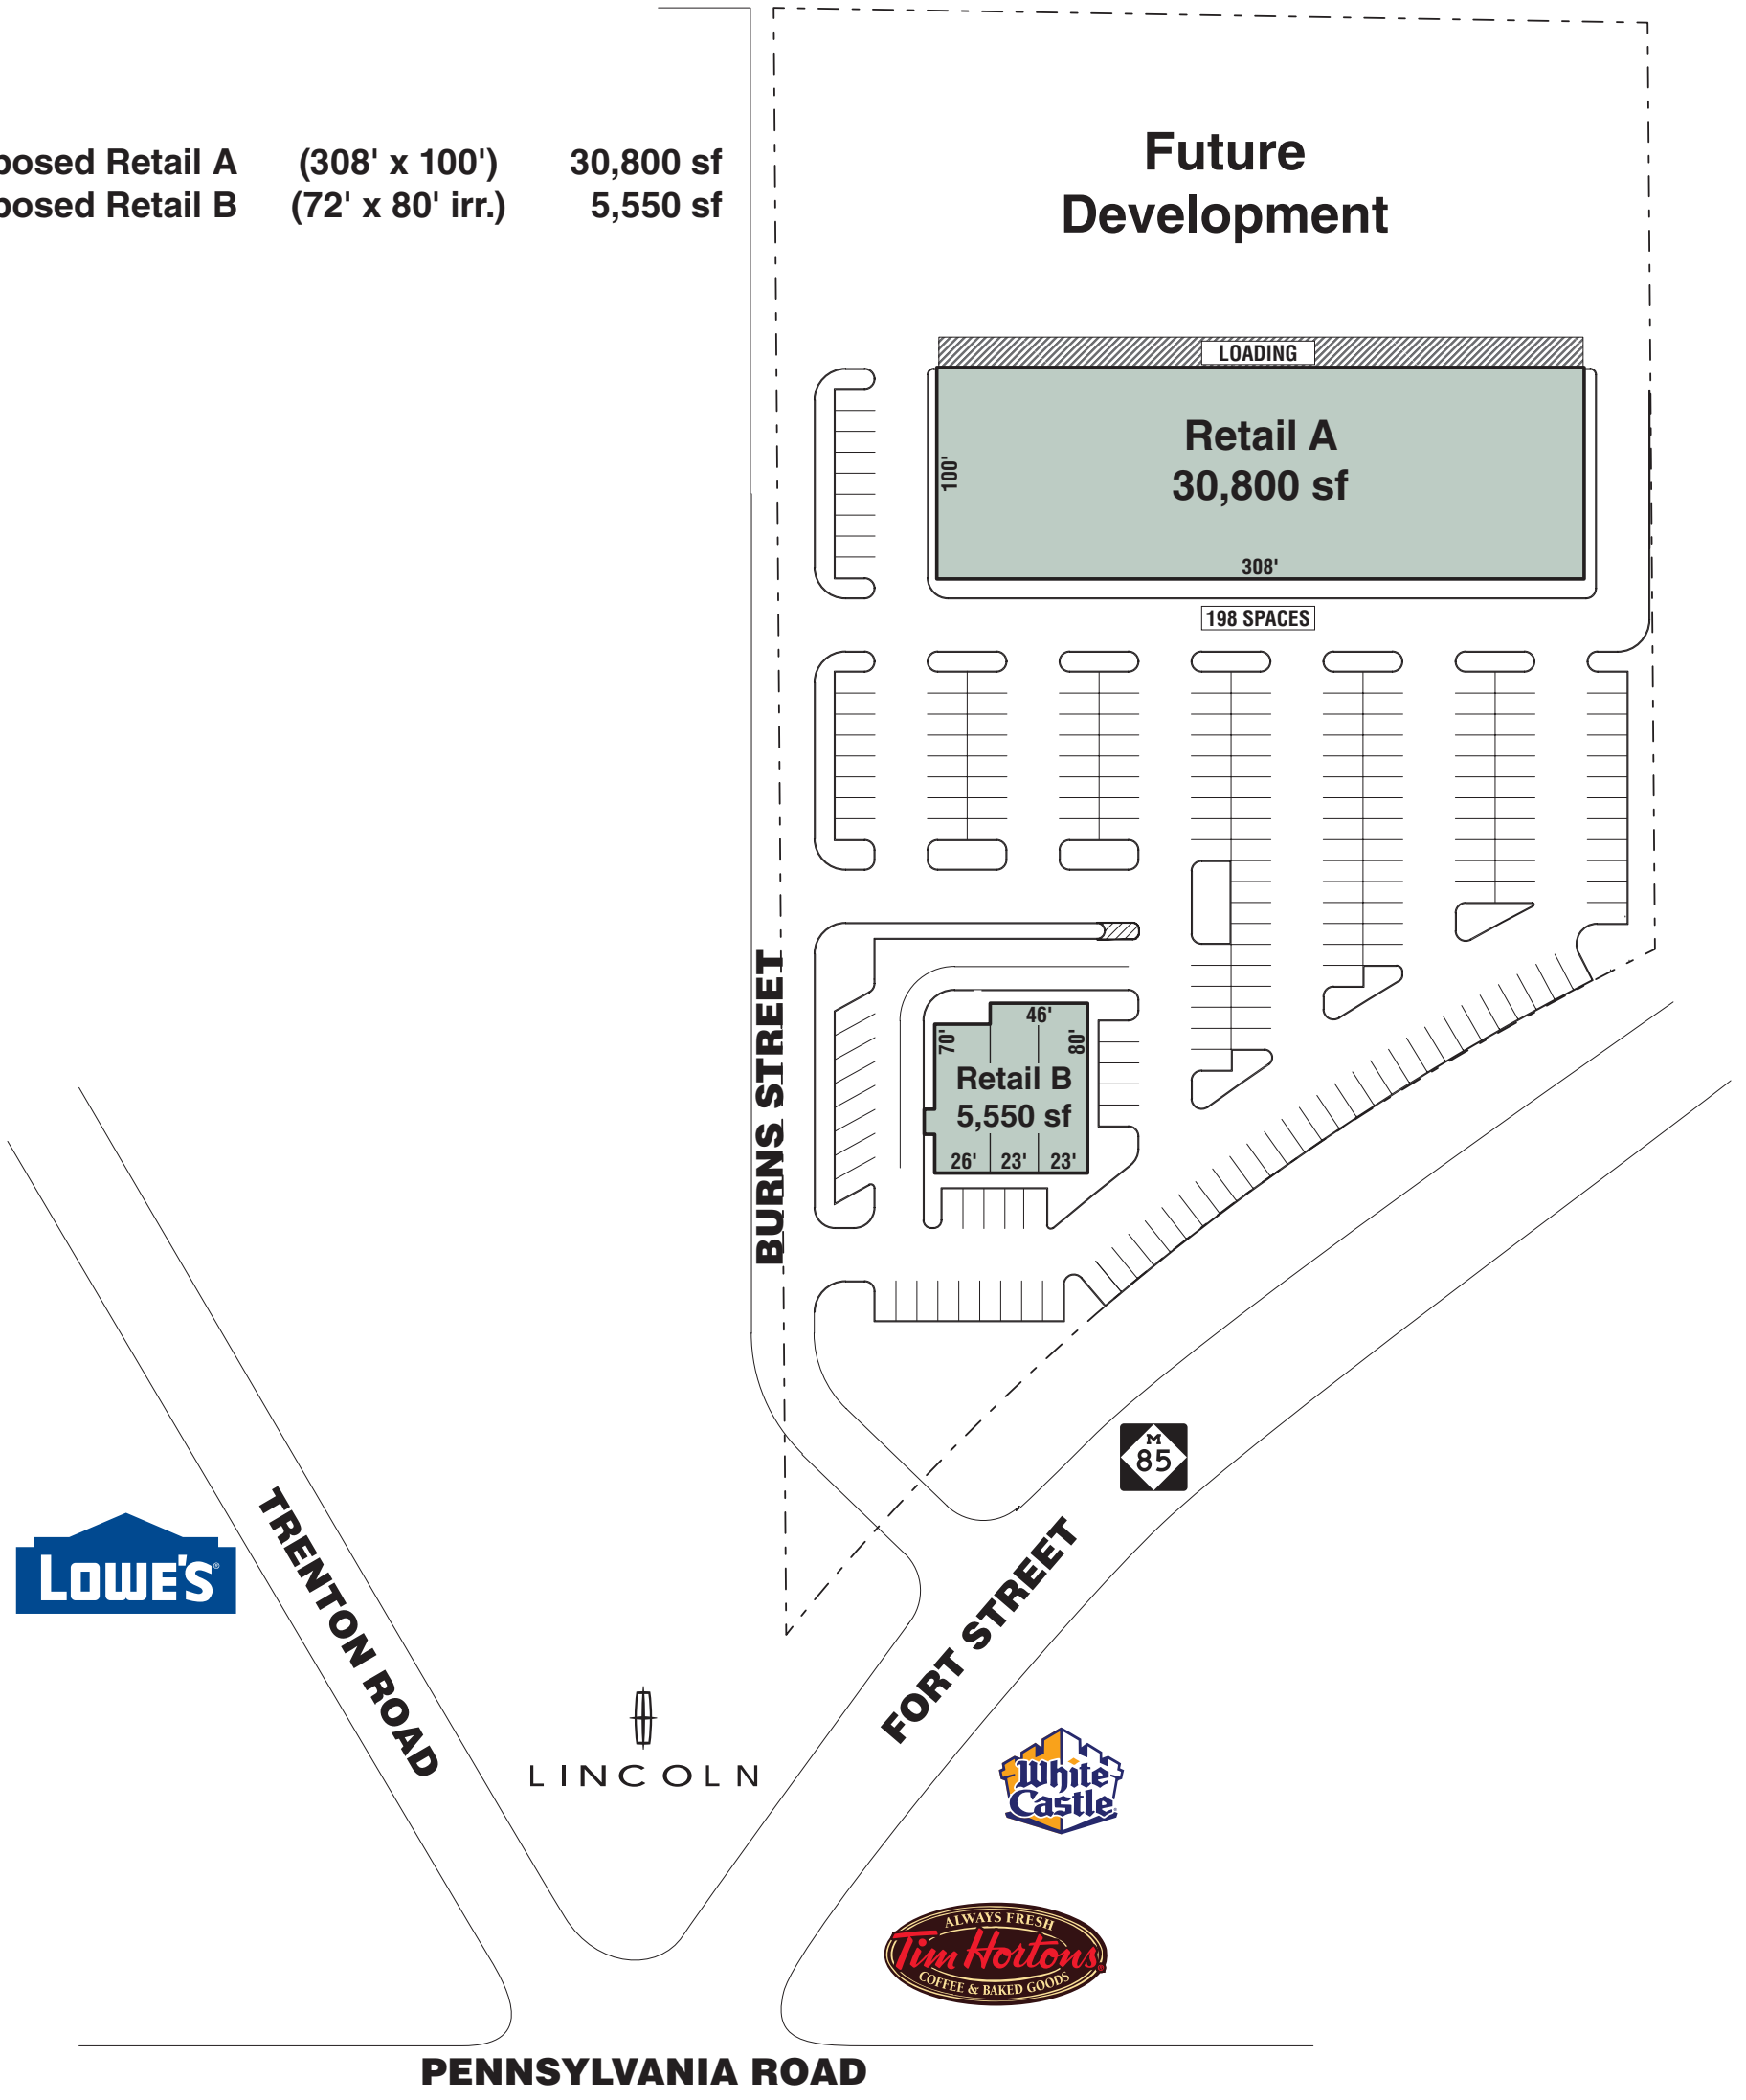 posed Retail A (308' x 100') 30,800 sf
posed Retail B (72' x 80' irr.) 5,550 sf
Future
Development
LOADING
Retail A
30,800 sf
100'
308'
198 SPACES
46'
70'
80'
Retail B
5,550 sf
26' 23' 23'
BURNS STREET
M
85
LOWE'S®
TRENTON ROAD
FORT STREET
LINCOLN
White
Castle
ALWAYS FRESH
Tim Hortons®
COFFEE & BAKED GOODS
PENNSYLVANIA ROAD